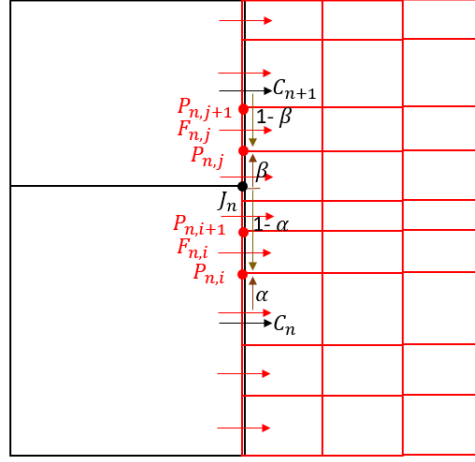 C_{n+1}
P_{n,j+1}
1- β
F_{n,j}
P_{n,j}
β
J_n
P_{n,i+1}
1- α
F_{n,i}
P_{n,i}
α
C_n